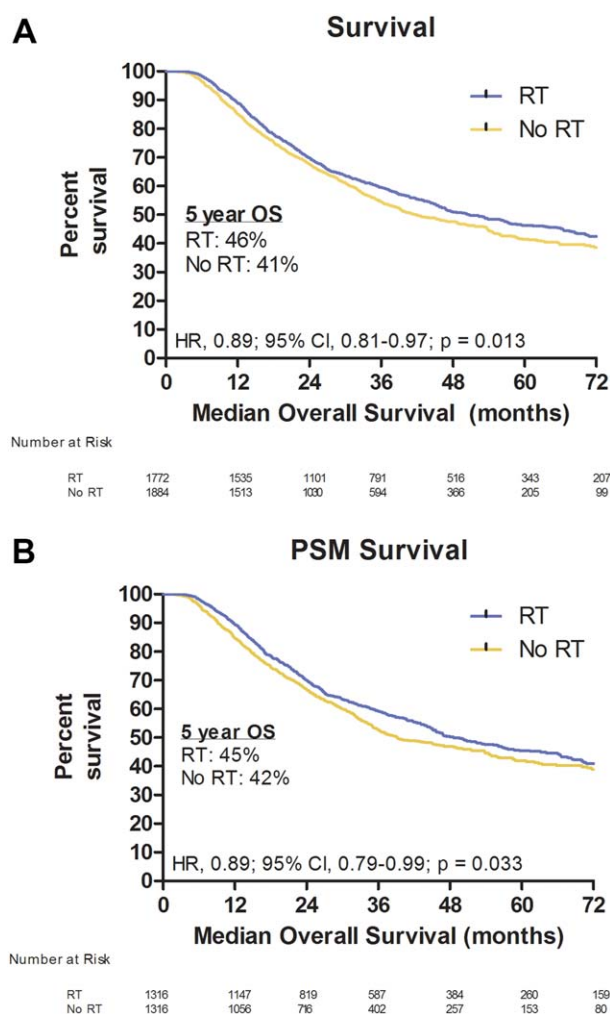 A
Survival
100
90
80
70
60
50
40
30
20
10
0
Percent
survival
RT
No RT
5 year OS
RT: 46%
No RT: 41%
HR, 0.89; 95% CI, 0.81-0.97; p = 0.013
0 12 24 36 48 60 72
Median Overall Survival (months)
Number at Risk
RT 1772 1535 1101 791 516 343 207
No RT 1884 1513 1030 594 366 205 99
B
PSM Survival
100
90
80
70
60
50
40
30
20
10
0
Percent
survival
RT
No RT
5 year OS
RT: 45%
No RT: 42%
HR, 0.89; 95% CI, 0.79-0.99; p = 0.033
0 12 24 36 48 60 72
Median Overall Survival (months)
Number at Risk
RT 1316 1147 819 587 384 260 159
No RT 1316 1056 716 402 257 153 80